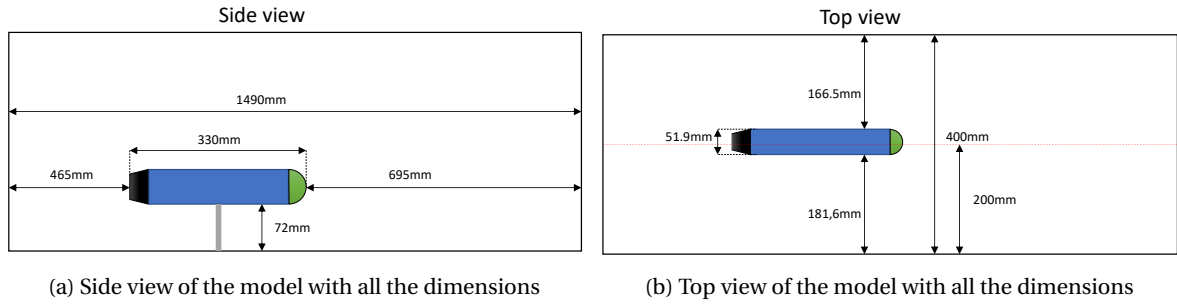 Side view
1490mm
330mm
465mm
695mm
72mm
(a) Side view of the model with all the dimensions
Top view
166.5mm
51.9mm
400mm
200mm
181,6mm
(b) Top view of the model with all the dimensions